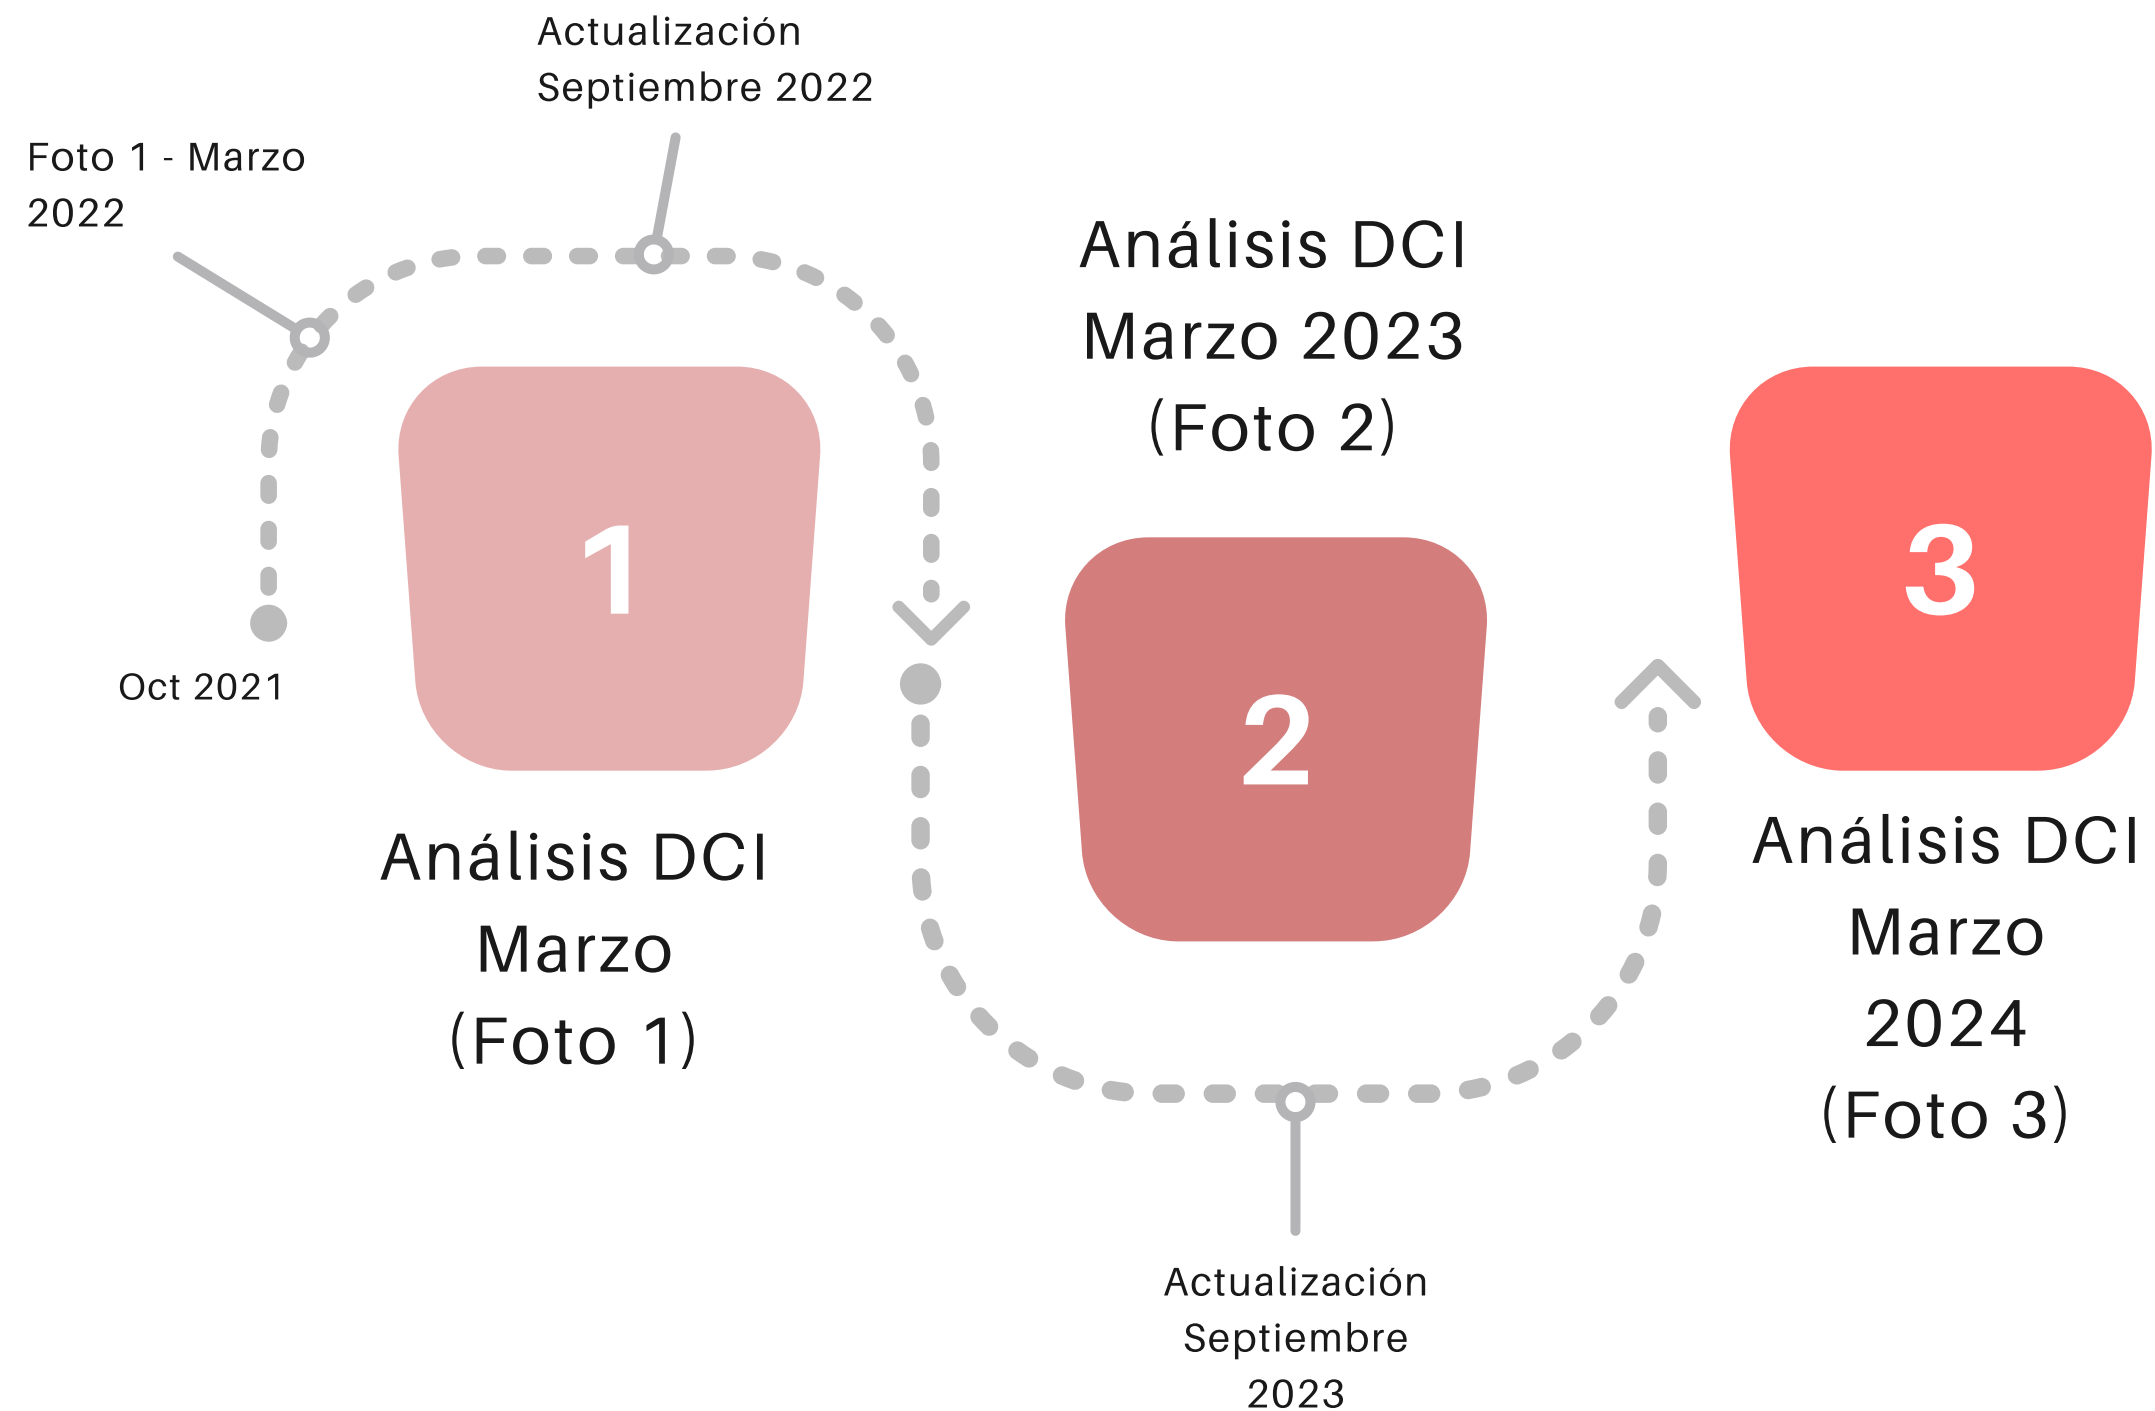 Actualización
Septiembre 2022
Foto 1 - Marzo
2022
Oct 2021
1
Análisis DCI
Marzo
(Foto 1)
Análisis DCI
Marzo 2023
(Foto 2)
2
Actualización
Septiembre
2023
3
Análisis DCI
Marzo
2024
(Foto 3)